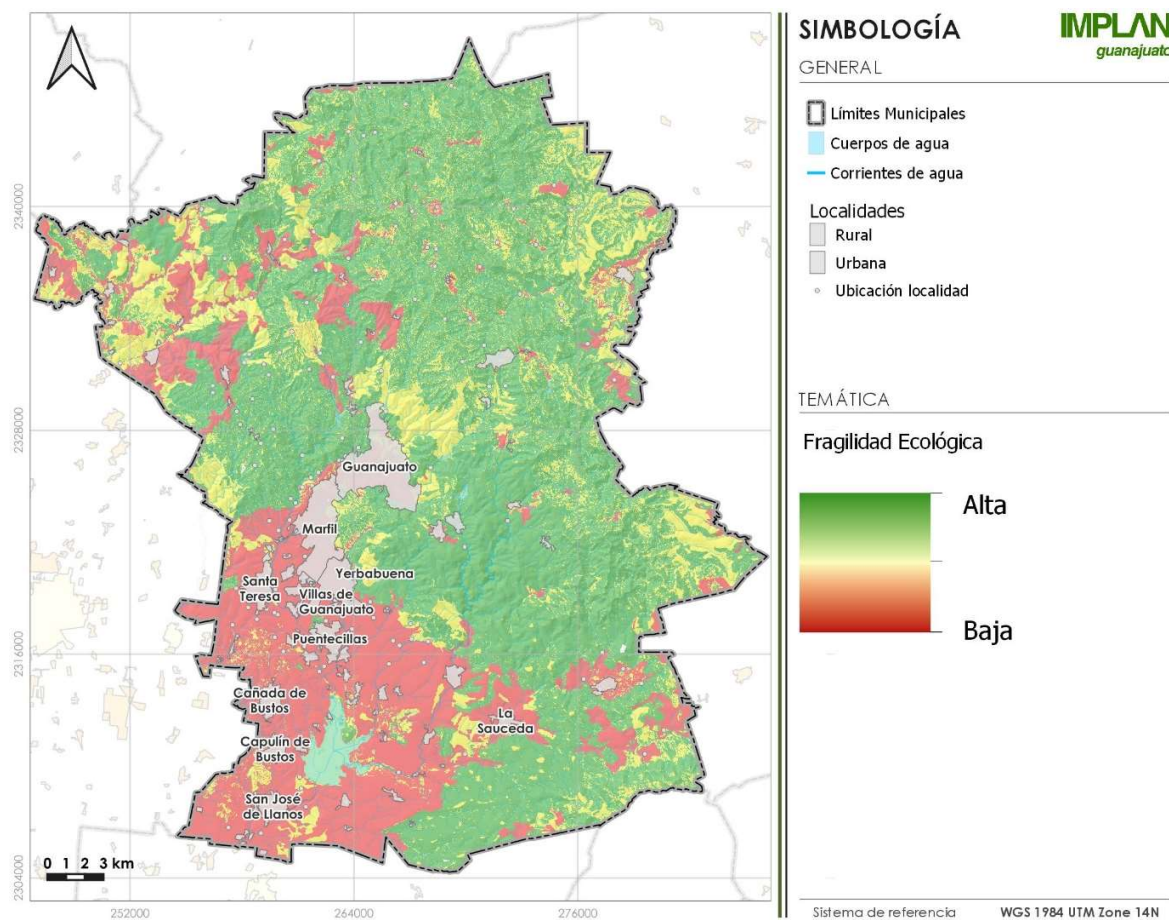 2340000
2328000
2316000
2304000
252000
264000
276000
Guanajuato
Marfil
Yerbabuena
Santa
Teresa
Villas de
Guanajuato
Puentecillas
Cañada de
Bustos
La
Sauceda
Capulín de
Bustos
San José
de Llanos
0 1 2 3 km
SIMBOLOGÍA
IMPLAN
guanajuato
GENERAL
Límites Municipales
Cuerpos de agua
Corrientes de agua
Localidades
Rural
Urbana
Ubicación localidad
TEMÁTICA
Fragilidad Ecológica
Alta
Baja
Sistema de referencia WGS 1984 UTM Zone 14N